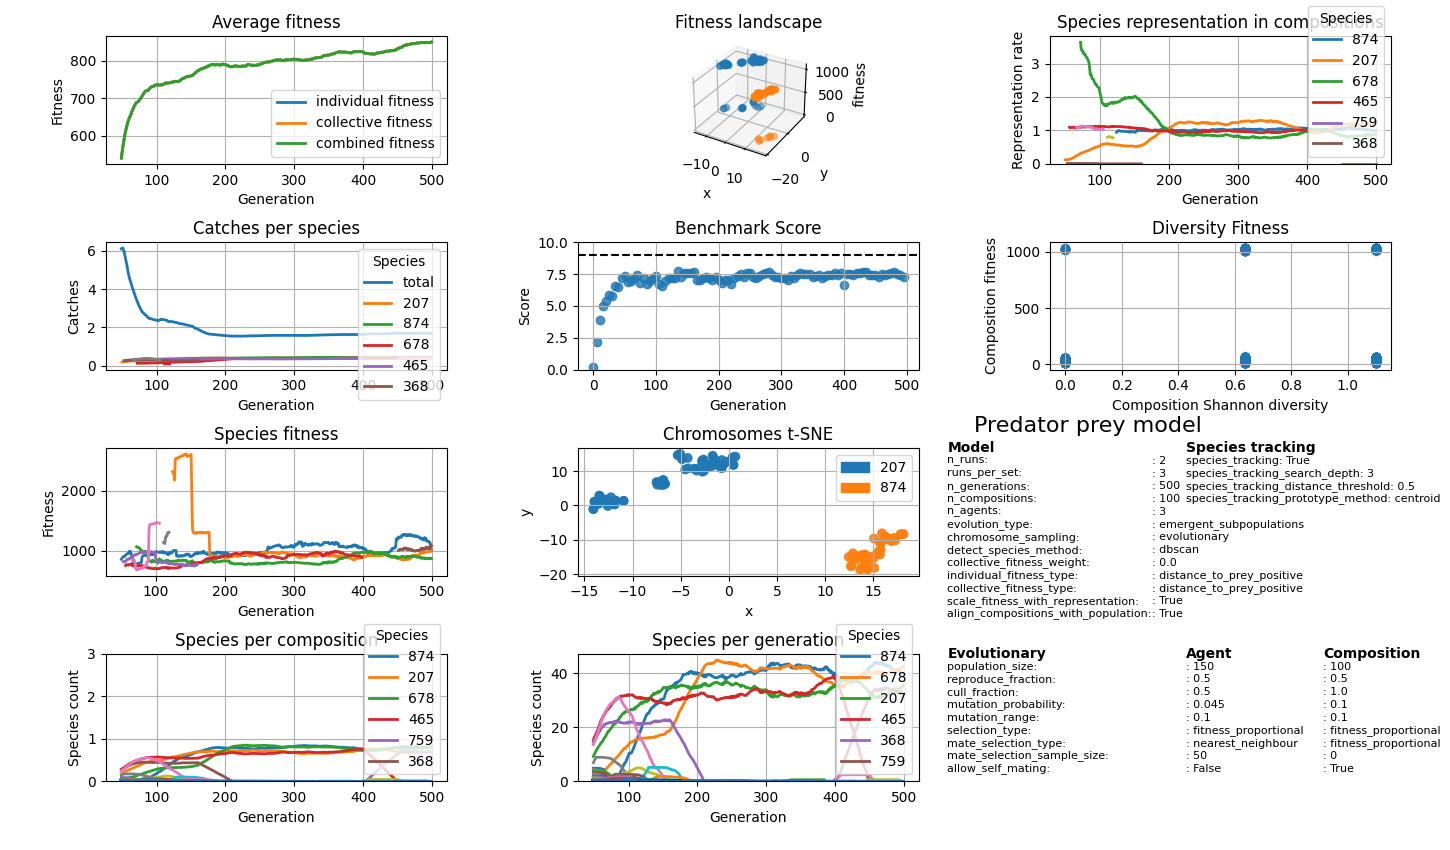 Average fitness
Fitness
800
700
600
individual fitness
collective fitness
combined fitness
100 200 300 400 500
Generation
Fitness landscape
1000
500
0
fitness
−10 0 10
x
−20 0
y
Species representation in compositions
Representation rate
3
2
1
0
Species
874
207
678
465
759
368
100 200 300 400 500
Generation
Catches per species
Catches
6
4
2
0
Species
total
207
874
678
465
368
100 200 300 400 500
Generation
Benchmark Score
Score
10.0
7.5
5.0
2.5
0.0
0 100 200 300 400 500
Generation
Diversity Fitness
Composition fitness
1000
500
0
0.0 0.2 0.4 0.6 0.8 1.0
Composition Shannon diversity
Species fitness
Fitness
2000
1000
100 200 300 400 500
Generation
Chromosomes t-SNE
y
10
0
−10
−20
207
874
−15 −10 −5 0 5 10 15
x
Predator prey model
Model
n_runs: : 2
runs_per_set: : 3
n_generations: : 500
n_compositions: : 100
n_agents: : 3
evolution_type: : emergent_subpopulations
chromosome_sampling: : evolutionary
detect_species_method: : dbscan
collective_fitness_weight: : 0.0
individual_fitness_type: : distance_to_prey_positive
collective_fitness_type: : distance_to_prey_positive
scale_fitness_with_representation: : True
align_compositions_with_population: : True
Species tracking
species_tracking: True
species_tracking_search_depth: 3
species_tracking_distance_threshold: 0.5
species_tracking_prototype_method: centroid
Species per composition
Species count
3
2
1
0
Species
874
207
678
465
759
368
100 200 300 400 500
Generation
Species per generation
Species count
40
20
0
Species
874
678
207
465
368
759
100 200 300 400 500
Generation
Evolutionary Agent Composition
population_size: : 150 : 100
reproduce_fraction: : 0.5 : 0.5
cull_fraction: : 0.5 : 1.0
mutation_probability: : 0.045 : 0.1
mutation_range: : 0.1 : 0.1
selection_type: : fitness_proportional : fitness_proportional
mate_selection_type: : nearest_neighbour : fitness_proportional
mate_selection_sample_size: : 50 : 0
allow_self_mating: : False : True